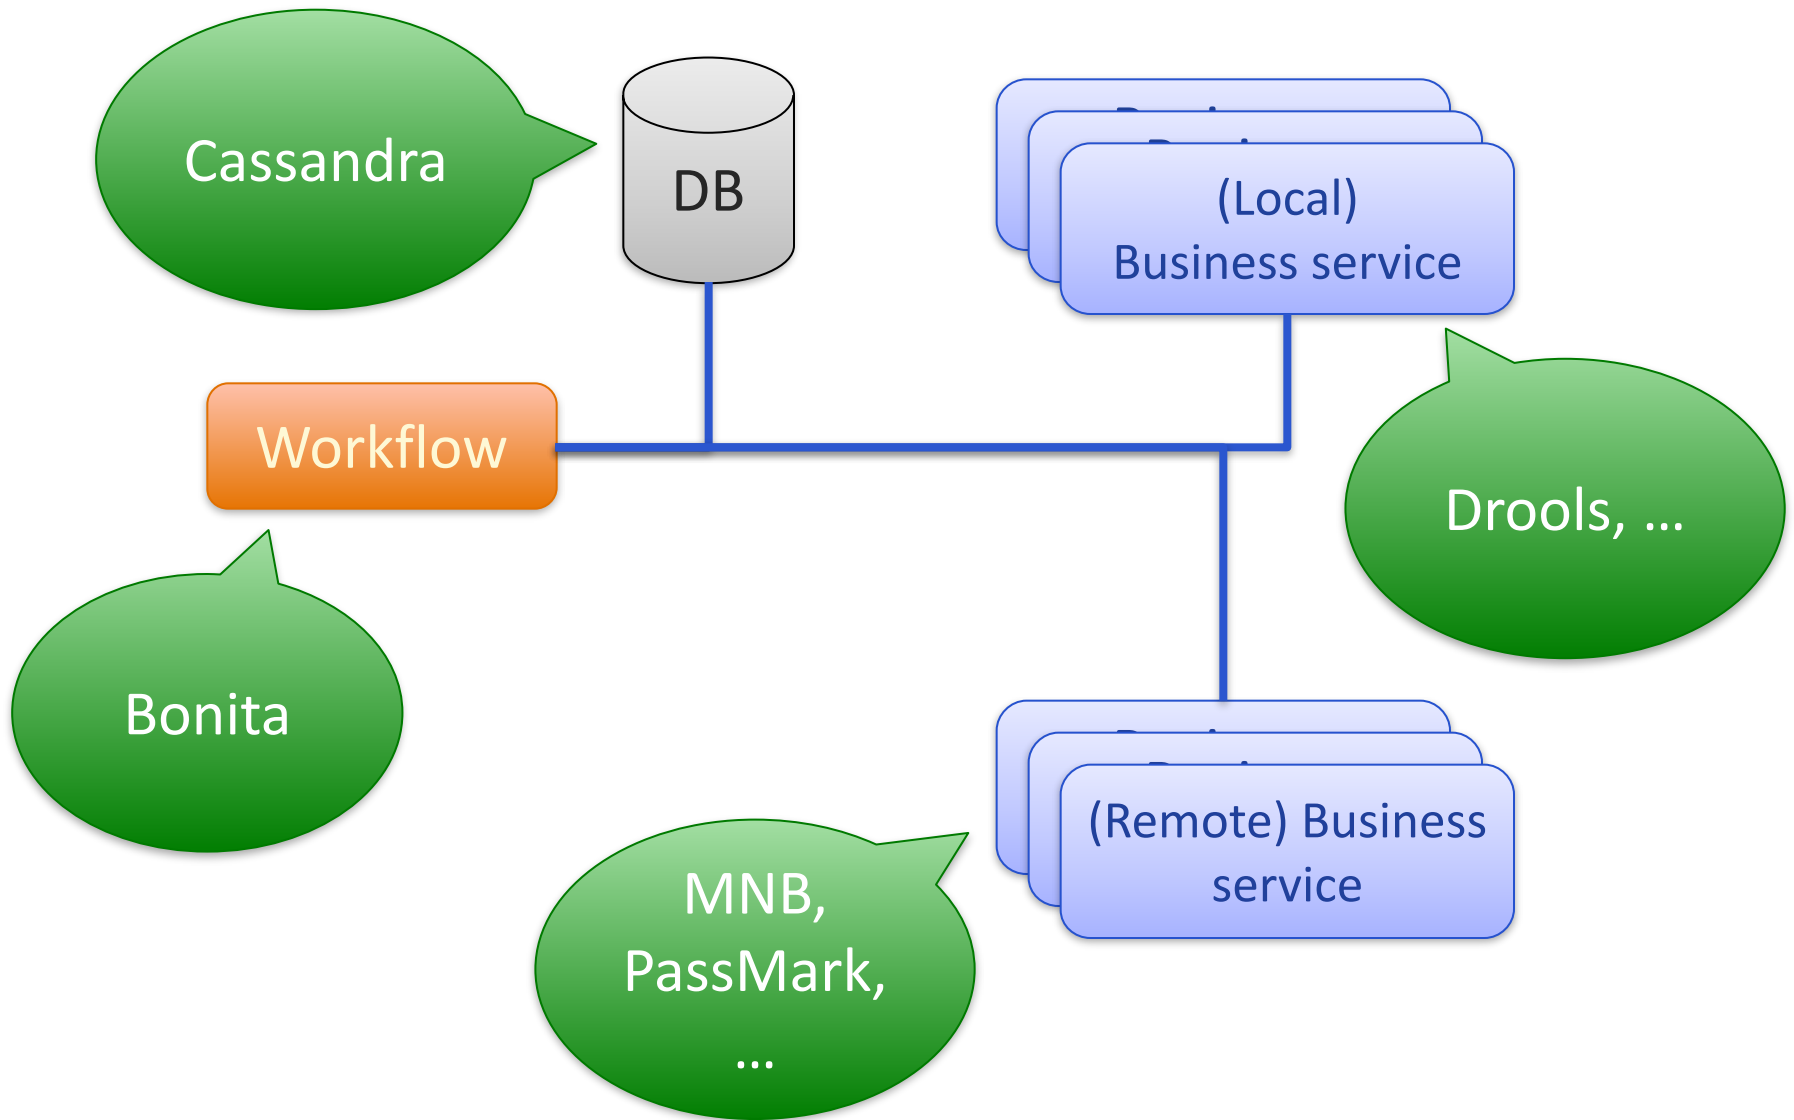 Cassandra
DB
(Local)
Business service
Workflow
Drools, ...
Bonita
(Remote) Business
service
MNB,
PassMark,
...